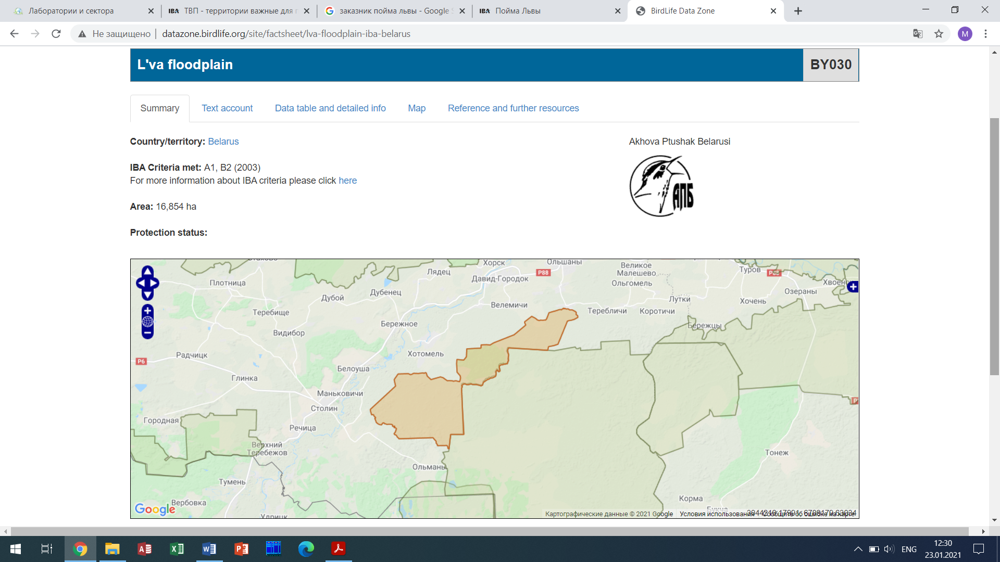 Лаборатории и сектора
IBA ТВП - территории важные для п
заказник пойма львы - Google S
IBA Пойма Львы
BirdLife Data Zone
Не защищено | datazone.birdlife.org/site/factsheet/lva-floodplain-iba-belarus
M
L'va floodplain BY030
Summary Text account Data table and detailed info Map Reference and further resources
Country/territory: Belarus
Akhova Ptushak Belarusi
АПБ
IBA Criteria met: A1, B2 (2003)
For more information about IBA criteria please click here
Area: 16,854 ha
Protection status:
Хорск
Ольшаны
Великое
Малешево
Туров
P88
P88
Лядец
Давид-Городок
Ольгомель
Плотница
Хвоенс
Озераны
Дубенец
Дубой
Велемичи
Лутки
Хочень
Теребличи
Коротичи
Теребище
Бережное
Бережцы
Видибор
Хотомель
Радчицк
P6
Белоуша
Глинка
Маньковичи
Столин
Городная
Речица
Верхний
Теребежов
Тонеж
Ольманы
Тумень
Корма
Вербовка
Google
Картографические данные © 2021 Google
Условия использования
Сообщить об ошибке на карте
ENG
12:30
23.01.2021